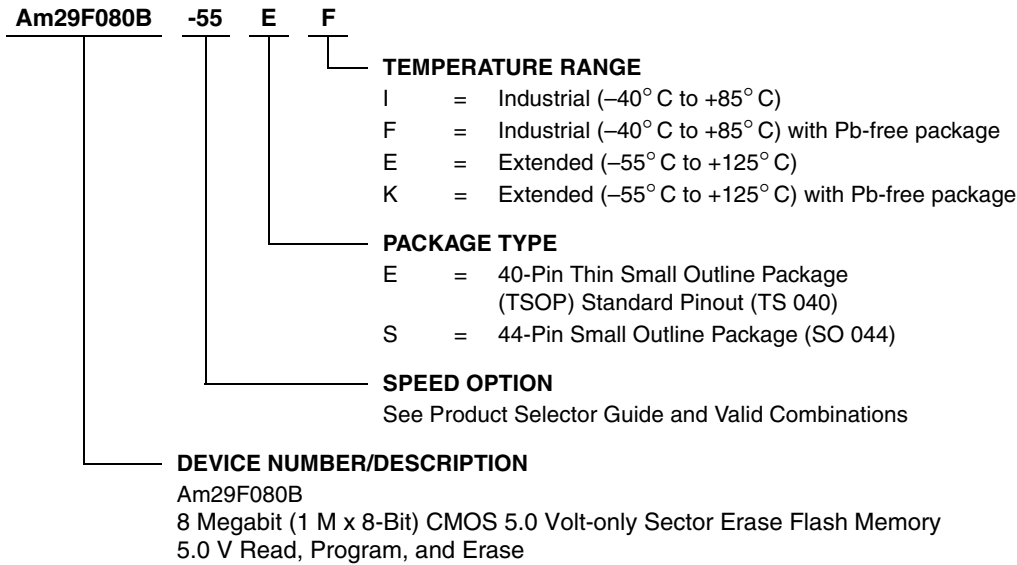 Am29F080B -55 E F
TEMPERATURE RANGE
I = Industrial (–40° C to +85° C)
F = Industrial (–40° C to +85° C) with Pb-free package
E = Extended (–55° C to +125° C)
K = Extended (–55° C to +125° C) with Pb-free package
PACKAGE TYPE
E = 40-Pin Thin Small Outline Package
(TSOP) Standard Pinout (TS 040)
S = 44-Pin Small Outline Package (SO 044)
SPEED OPTION
See Product Selector Guide and Valid Combinations
DEVICE NUMBER/DESCRIPTION
Am29F080B
8 Megabit (1 M x 8-Bit) CMOS 5.0 Volt-only Sector Erase Flash Memory
5.0 V Read, Program, and Erase